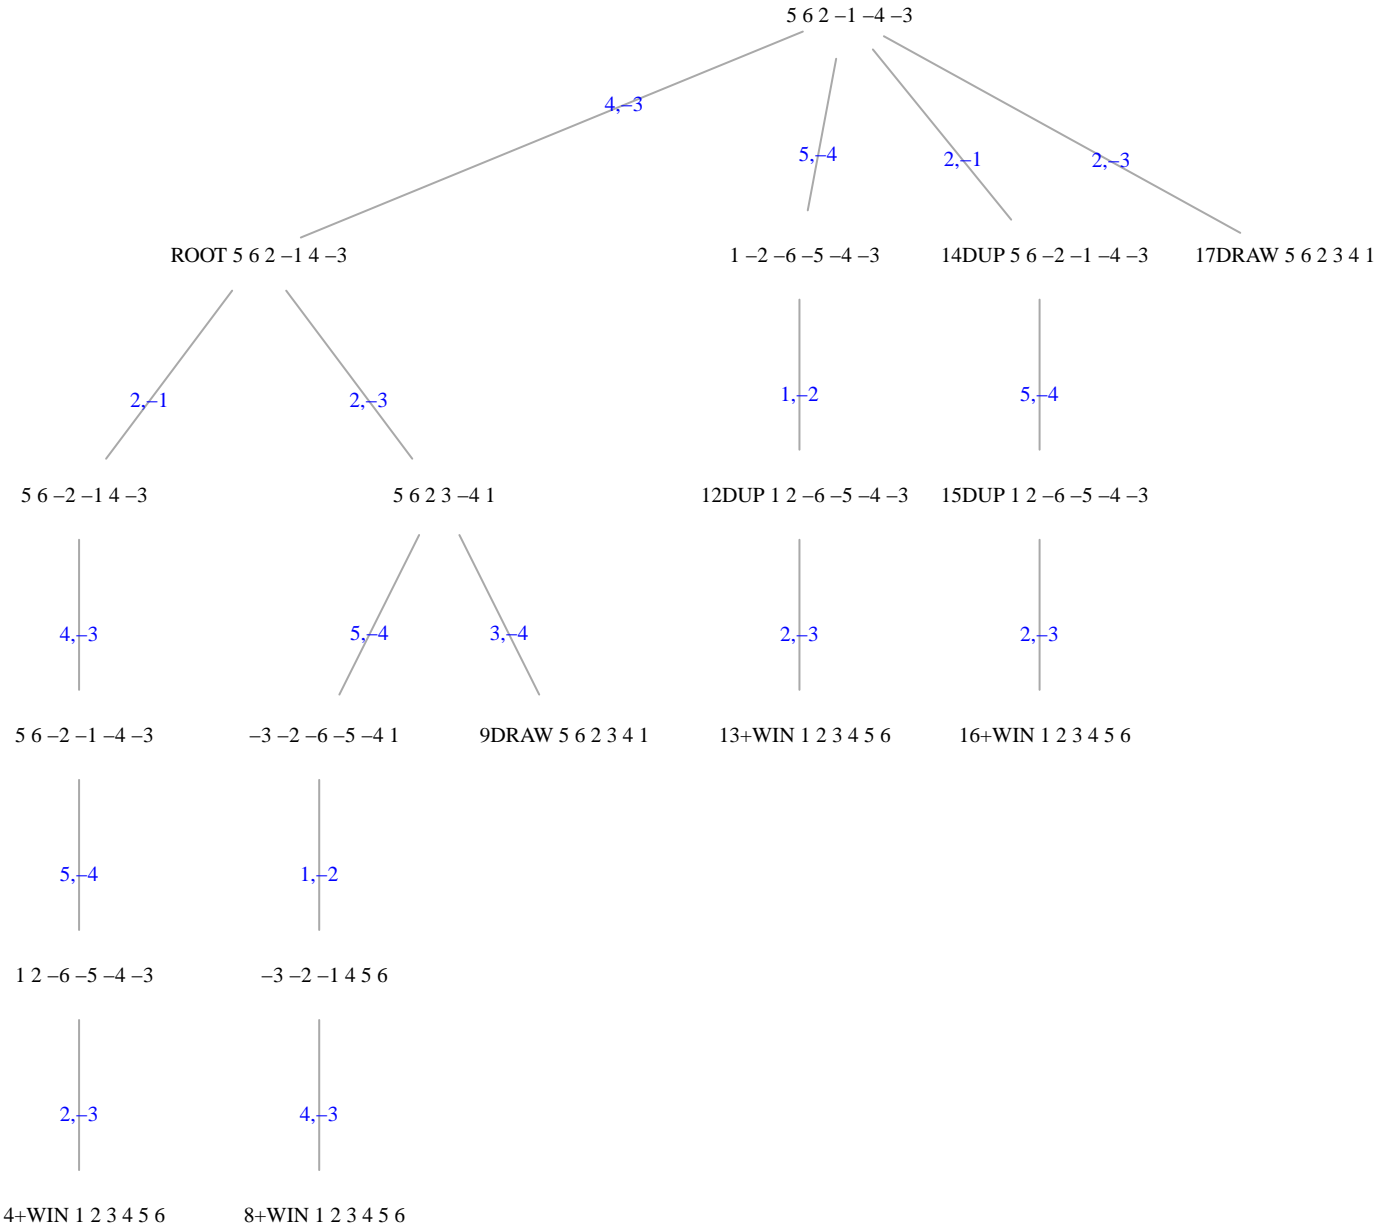 5 6 2 –1 –4 –3
4,–3
5,–4
2,–1
2,–3
ROOT 5 6 2 –1 4 –3
1 –2 –6 –5 –4 –3
14DUP 5 6 –2 –1 –4 –3
17DRAW 5 6 2 3 4 1
2,–1
2,–3
1,–2
5,–4
5 6 –2 –1 4 –3
5 6 2 3 –4 1
12DUP 1 2 –6 –5 –4 –3
15DUP 1 2 –6 –5 –4 –3
4,–3
5,–4
3,–4
2,–3
2,–3
5 6 –2 –1 –4 –3
–3 –2 –6 –5 –4 1
9DRAW 5 6 2 3 4 1
13+WIN 1 2 3 4 5 6
16+WIN 1 2 3 4 5 6
5,–4
1,–2
1 2 –6 –5 –4 –3
–3 –2 –1 4 5 6
2,–3
4,–3
4+WIN 1 2 3 4 5 6
8+WIN 1 2 3 4 5 6